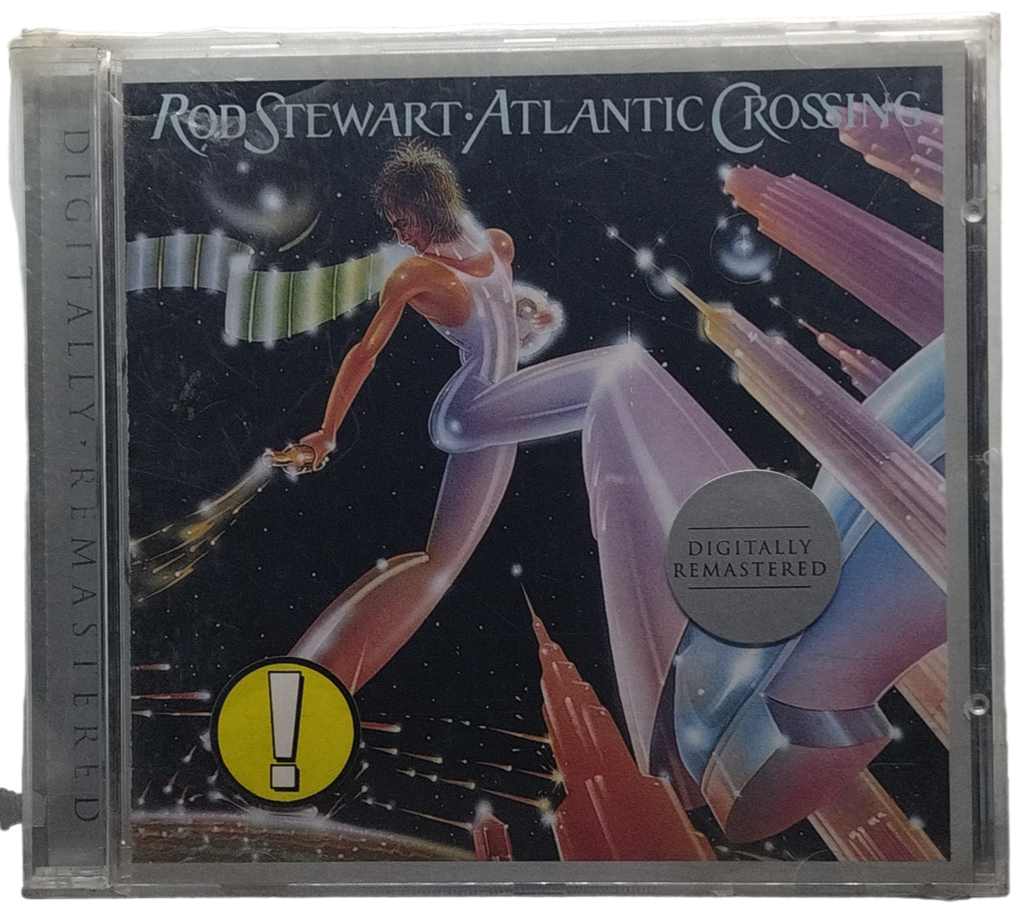 ROD STEWART · ATLANTIC CROSSING
DIGITALLY · REMASTERED
!
DIGITALLY
REMASTERED